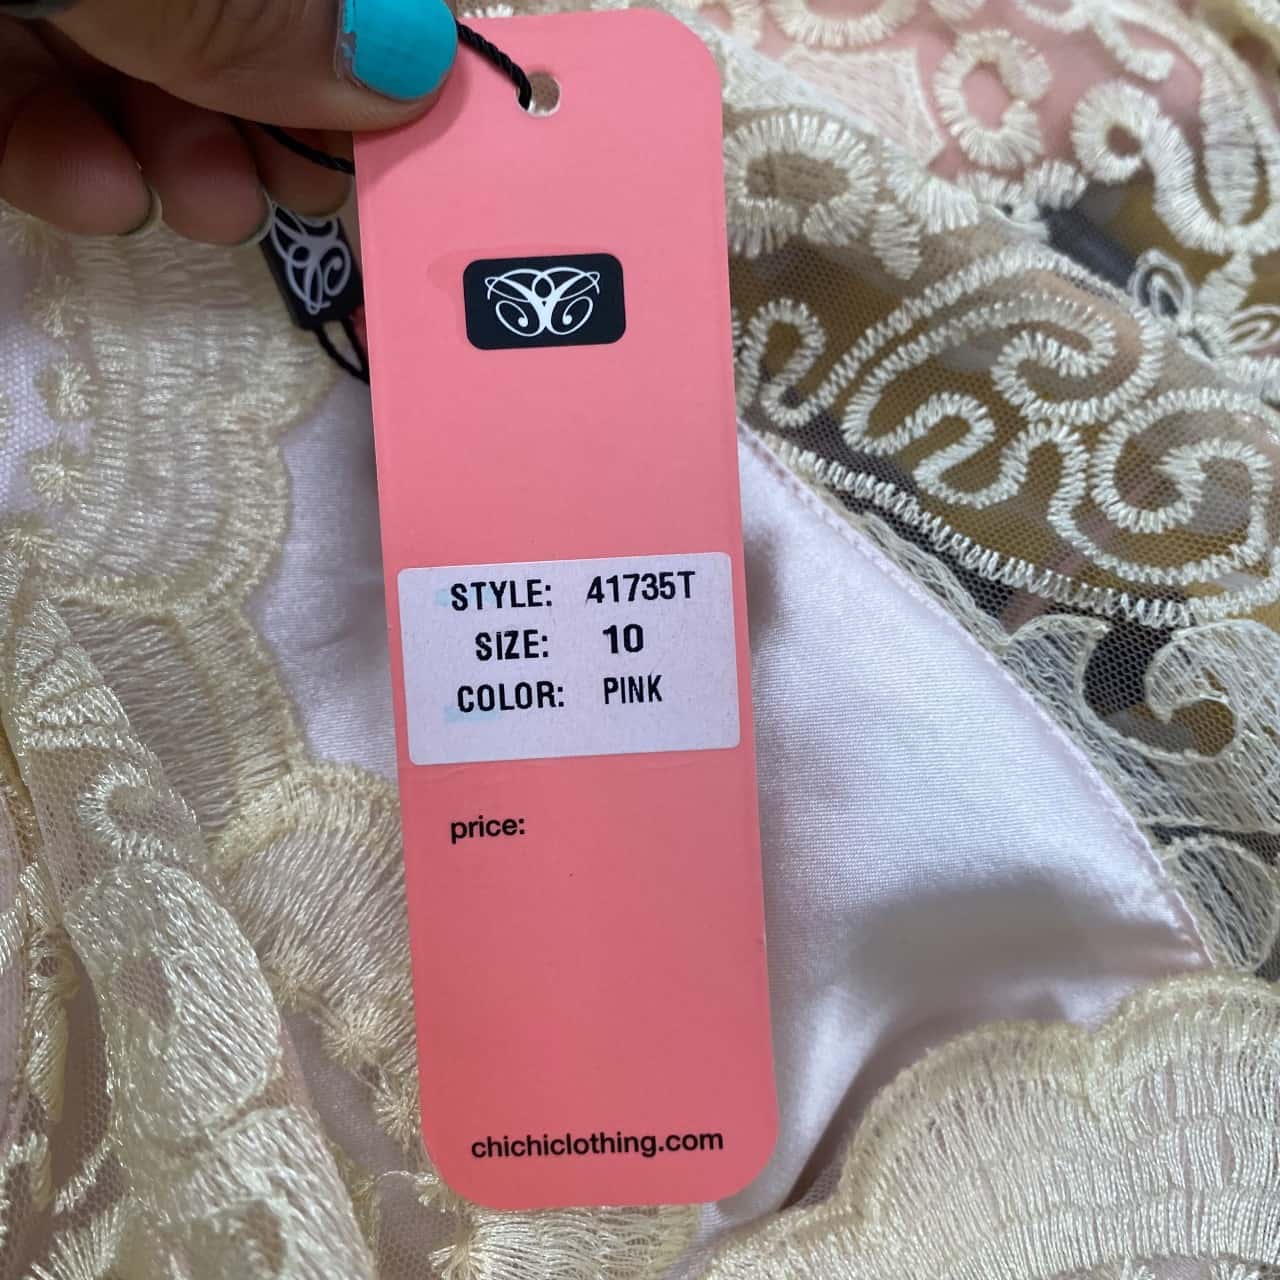 STYLE: 41735T
SIZE: 10
COLOR: PINK
price:
chichiclothing.com